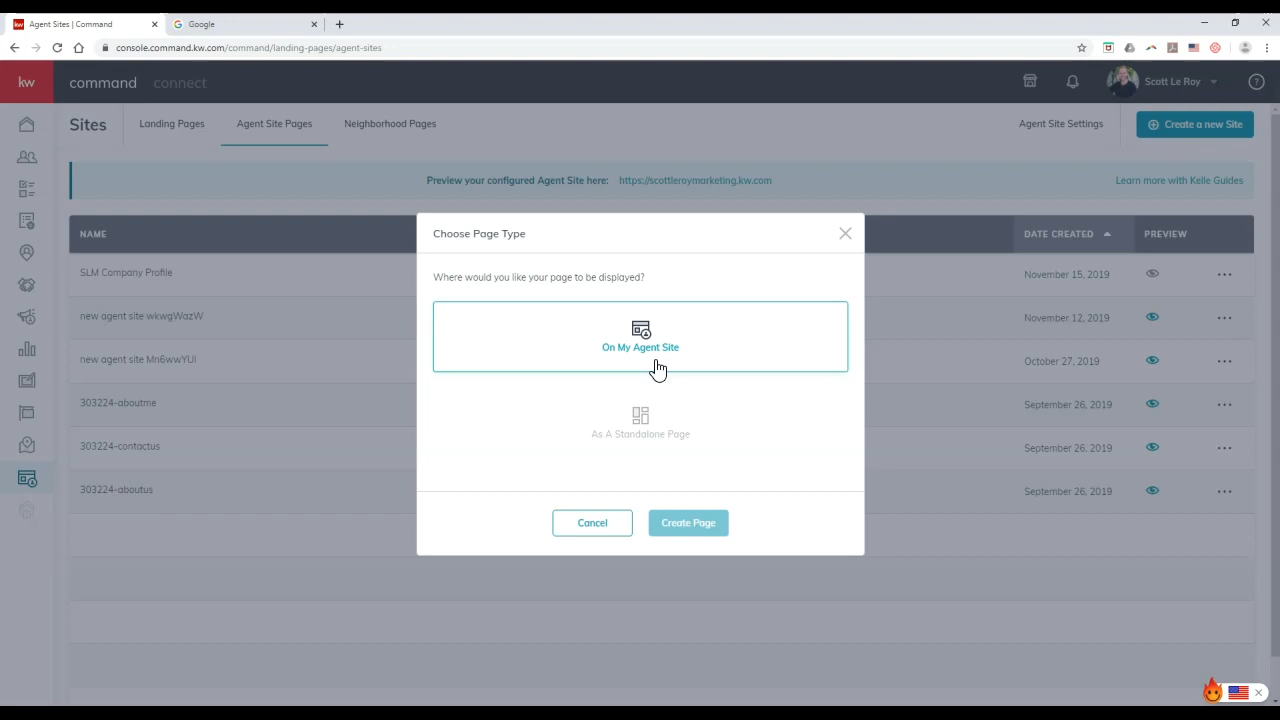 Agent Sites | Command
Google
console.command.kw.com/command/landing-pages/agent-sites
kw
command connect
Scott Le Roy
Sites
Landing Pages
Agent Site Pages
Neighborhood Pages
Agent Site Settings
Create a new Site
Preview your configured Agent Site here: https://scottleroymarketing.kw.com
Learn more with Kelle Guides
NAME
DATE CREATED
PREVIEW
SLM Company Profile
November 15, 2019
new agent site wkwgWazW
November 12, 2019
new agent site Mn6wwYUl
October 27, 2019
303224-aboutme
September 26, 2019
303224-contactus
September 26, 2019
303224-aboutus
September 26, 2019
Choose Page Type
Where would you like your page to be displayed?
On My Agent Site
As A Standalone Page
Cancel
Create Page